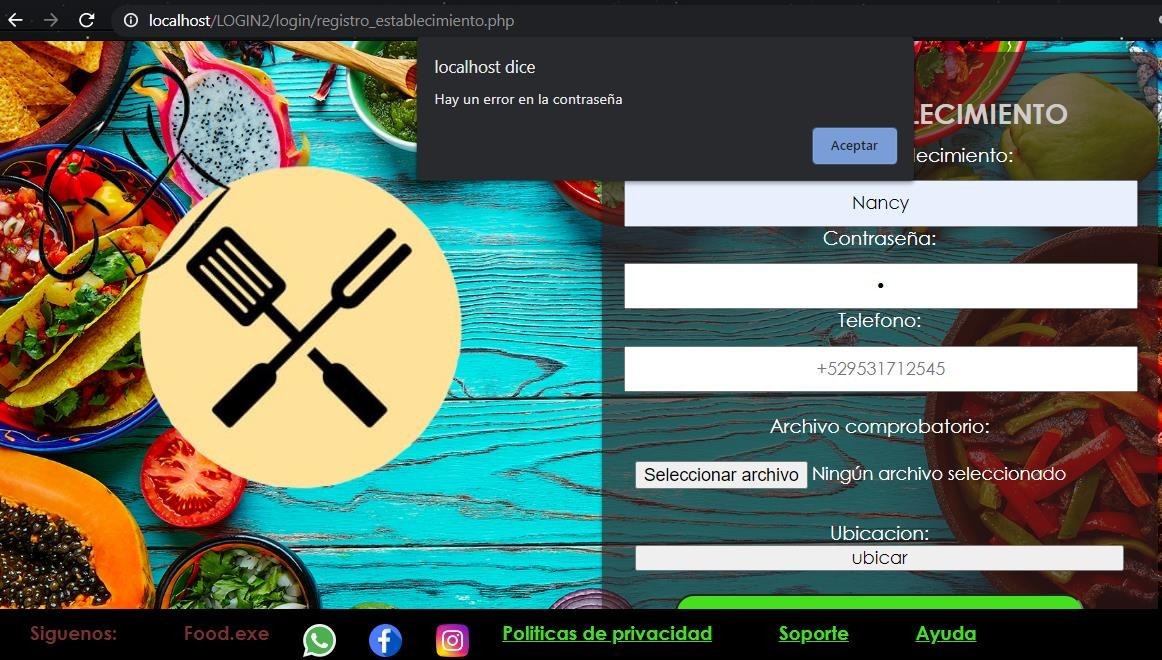 localhost/LOGIN2/login/registro_establecimiento.php
localhost dice
Hay un error en la contraseña
Aceptar
LECIMIENTO
lecimiento:
Nancy
Contraseña:
•
Telefono:
+529531712545
Archivo comprobatorio:
Seleccionar archivo Ningún archivo seleccionado
Ubicacion:
ubicar
Siguenos: Food.exe Politicas de privacidad Soporte Ayuda